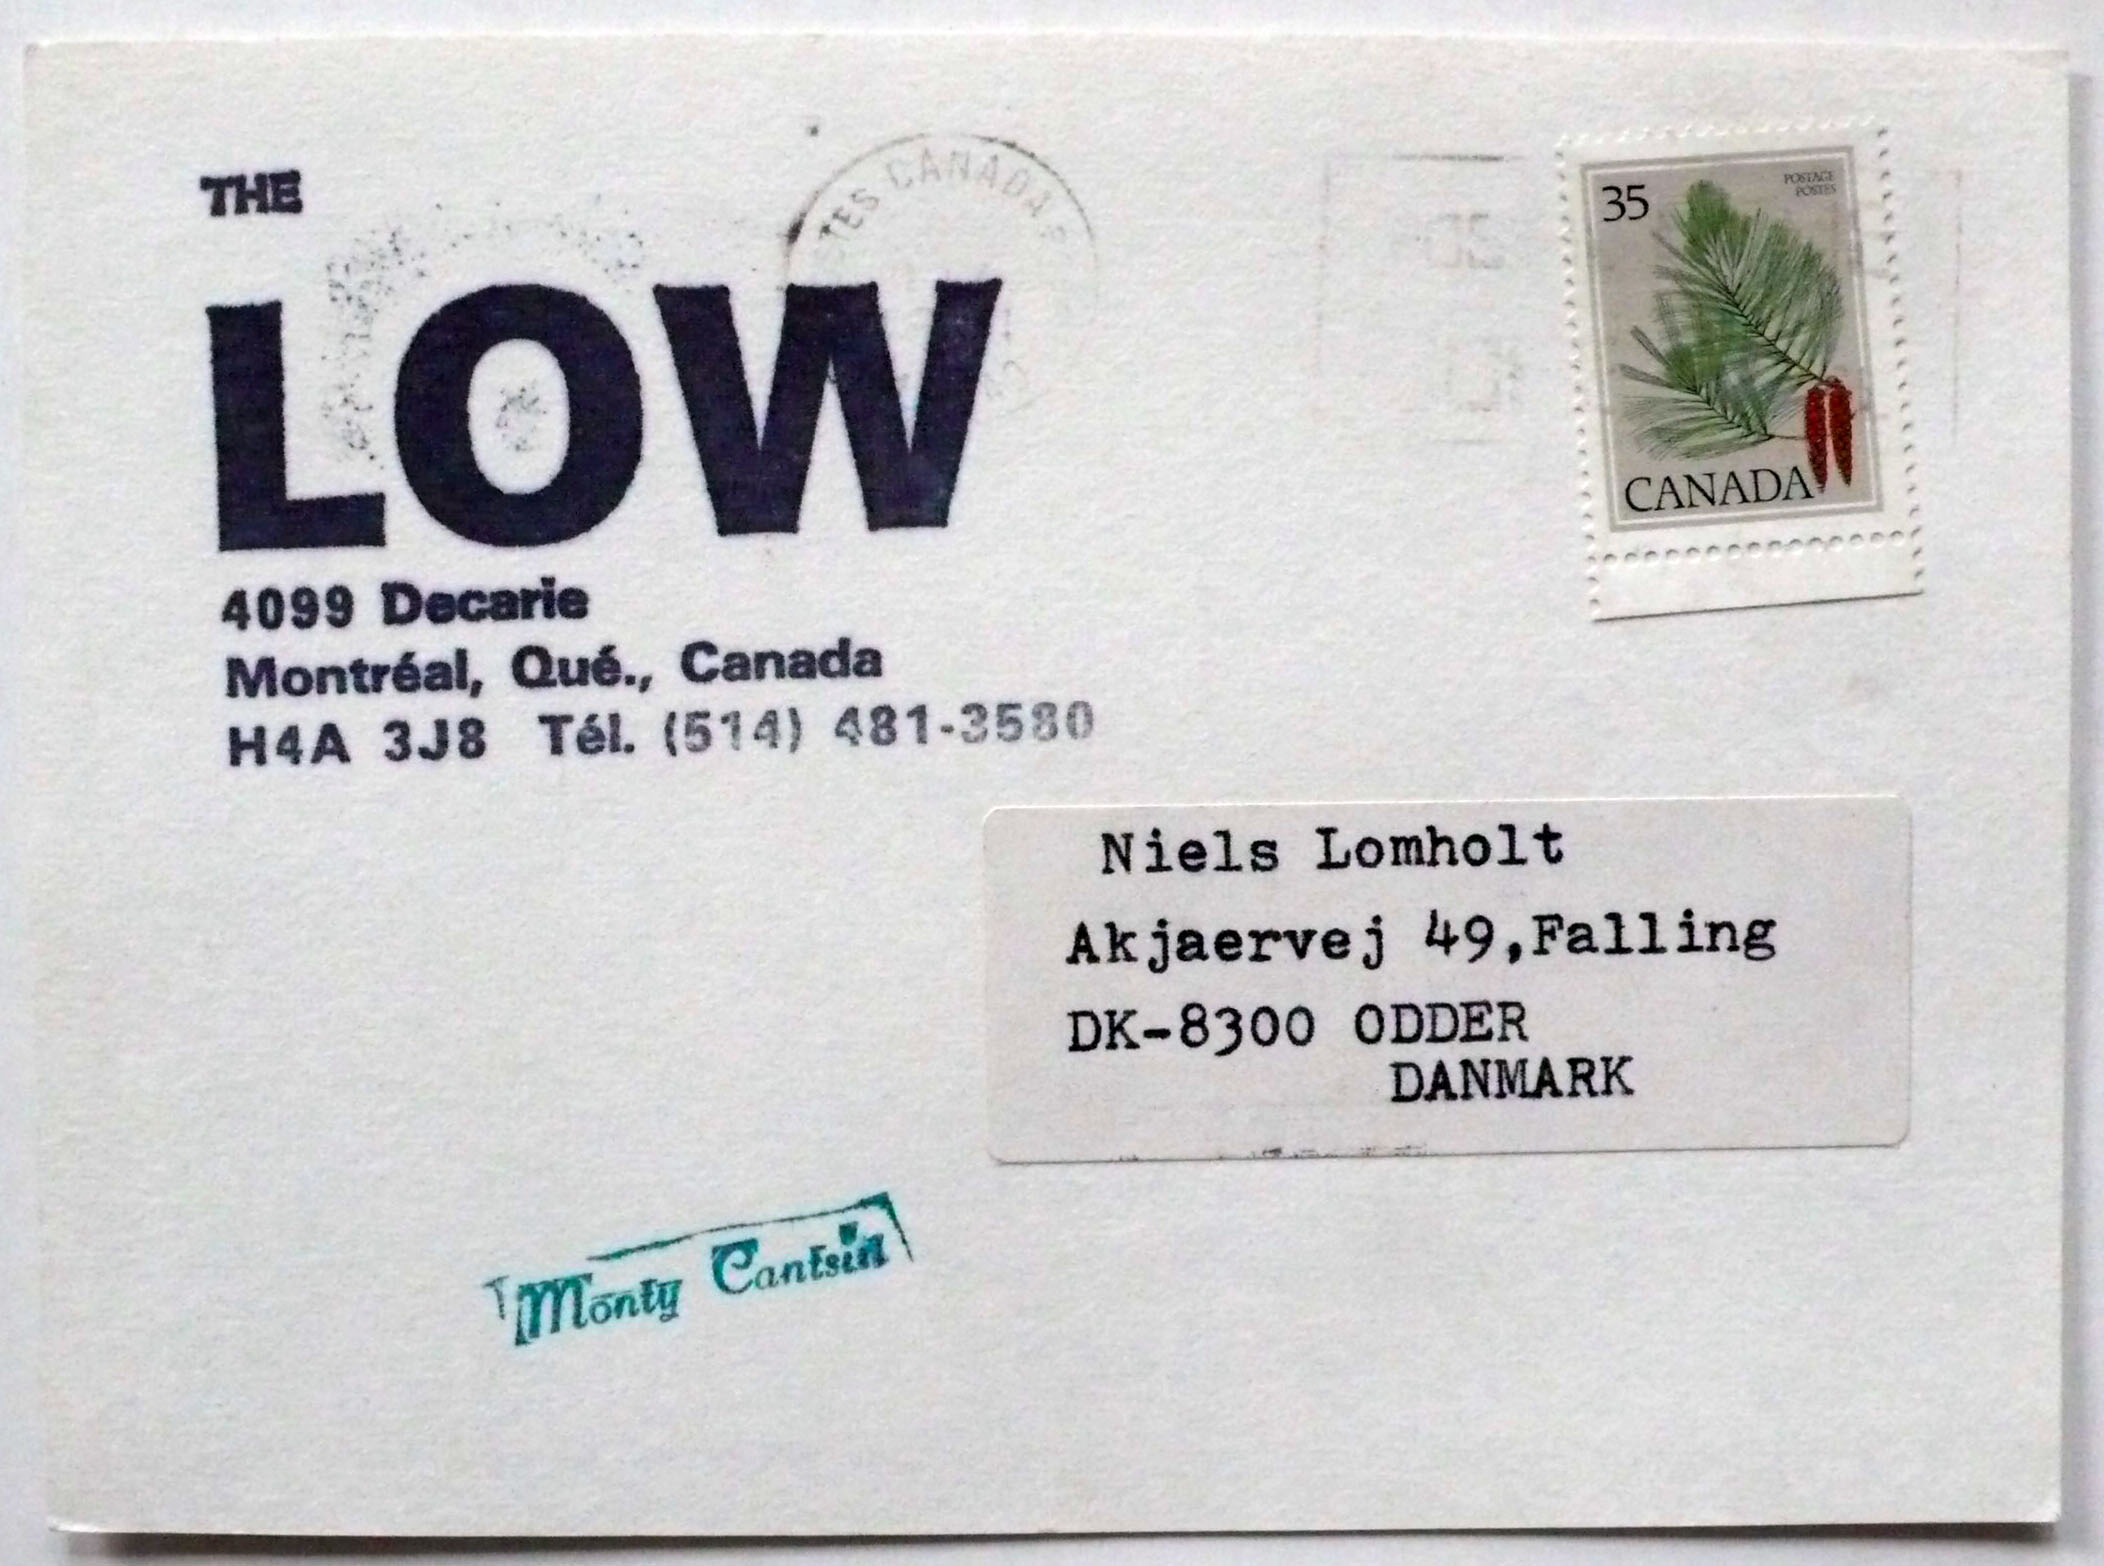 THE
LOW
4099 Decarie
Montréal, Qué., Canada
H4A 3J8 Tél. (514) 481-3580
CANADA
35
POSTAGE
POSTES
CANADA
Niels Lomholt
Akjaervej 49,Falling
DK-8300 ODDER
DANMARK
Monty Cantsin